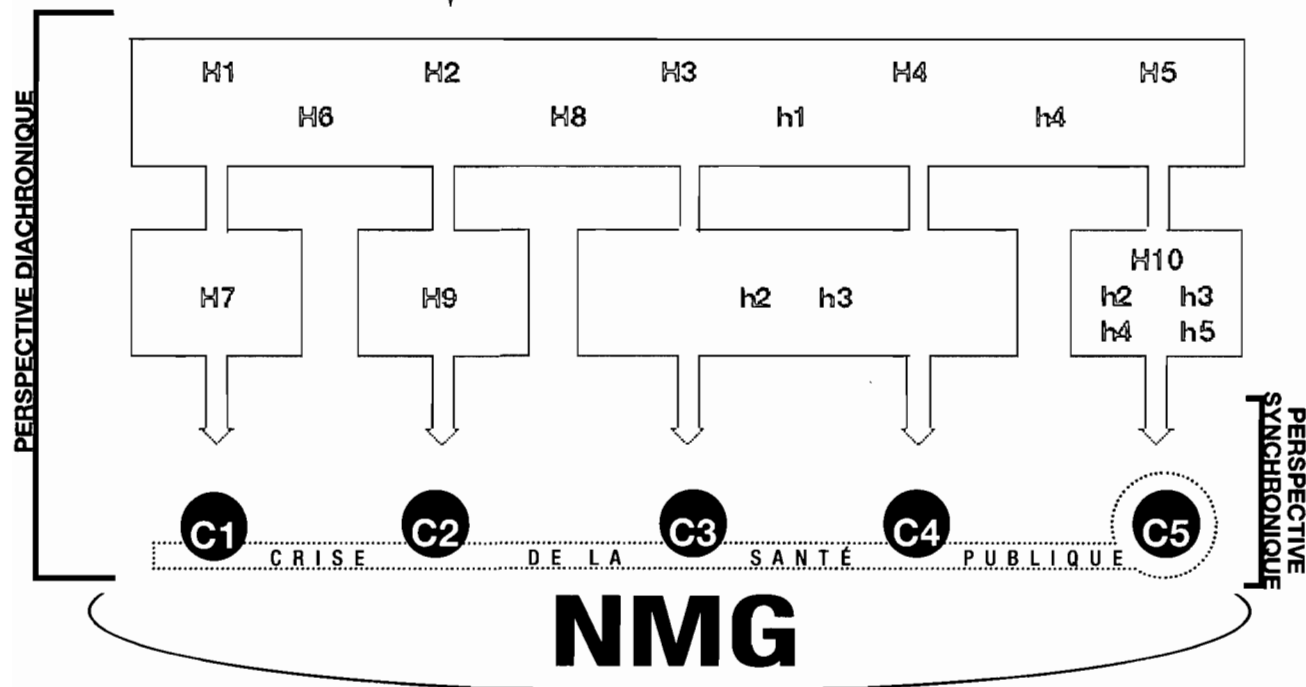 PERSPECTIVE DIACHRONIQUE
H1 H2 H3 H4 H5
H6 H8 h1 h4
H7 H9 h2 h3
H10
h2 h3
h4 h5
PERSPECTIVE
SYNCHRONIQUE
C1 C2 C3 C4 C5
CRISE DE LA SANTÉ PUBLIQUE
NMG